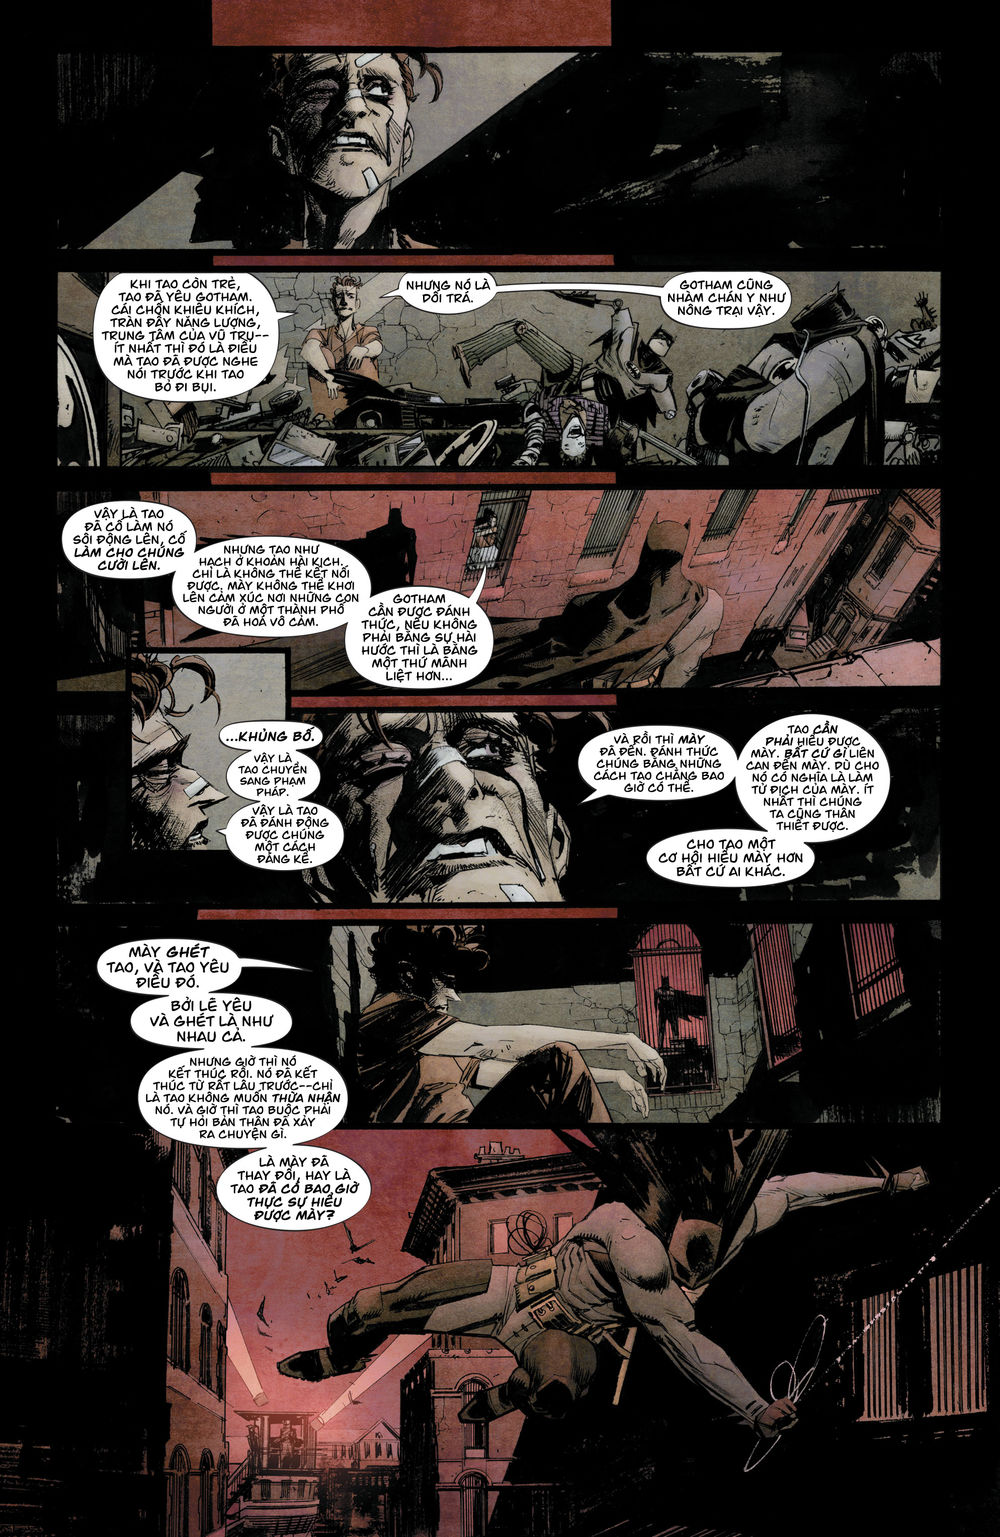 KHI TAO CÒN TRẺ,
TAO ĐÃ YÊU GOTHAM.
CÁI CHỐN KHIÊU KHÍCH,
TRÀN ĐẦY NĂNG LƯỢNG,
TRUNG TÂM CỦA VŨ TRỤ--
ÍT NHẤT THÌ ĐÓ LÀ ĐIỀU
MÀ TAO ĐÃ ĐƯỢC NGHE
NÓI TRƯỚC KHI TAO
BỎ ĐI BỤI.
NHƯNG NÓ LÀ
DỐI TRÁ.
GOTHAM CŨNG
NHÀM CHÁN Y NHƯ
NÔNG TRẠI VẬY.
VẬY LÀ TAO
ĐÃ CỐ LÀM NÓ
SÔI ĐỘNG LÊN, CỐ
LÀM CHO CHÚNG
CƯỜI LÊN.
NHƯNG TAO NHƯ
HẠCH Ở KHOẢN HÀI KỊCH.
CHỈ LÀ KHÔNG THỂ KẾT NỐI
ĐƯỢC. MÀY KHÔNG THỂ KHƠI
LÊN CẢM XÚC NƠI NHỮNG CON
NGƯỜI Ở MỘT THÀNH PHỐ
ĐÃ HOÁ VÔ CẢM.
GOTHAM
CẦN ĐƯỢC ĐÁNH
THỨC, NẾU KHÔNG
PHẢI BẰNG SỰ HÀI
HƯỚC THÌ LÀ BẰNG
MỘT THỨ MÃNH
LIỆT HƠN...
...KHỦNG BỐ.
VẬY LÀ
TAO CHUYỂN
SANG PHẠM
PHÁP.
VẬY LÀ TAO
ĐÃ ĐÁNH ĐỘNG
ĐƯỢC CHÚNG
MỘT CÁCH
ĐÁNG KỂ.
VÀ RỒI THÌ MÀY
ĐÃ ĐẾN. ĐÁNH THỨC
CHÚNG BẰNG NHỮNG
CÁCH TAO CHẲNG BAO
GIỜ CÓ THỂ.
TAO CẦN
PHẢI HIỂU ĐƯỢC
MÀY. BẤT CỨ GÌ LIÊN
CAN ĐẾN MÀY. DÙ CHO
NÓ CÓ NGHĨA LÀ LÀM
TỬ ĐỊCH CỦA MÀY. ÍT
NHẤT THÌ CHÚNG
TA CŨNG THÂN
THIẾT ĐƯỢC.
CHO TAO MỘT
CƠ HỘI HIỂU MÀY HƠN
BẤT CỨ AI KHÁC.
MÀY GHÉT
TAO, VÀ TAO YÊU
ĐIỀU ĐÓ.
BỞI LẼ YÊU
VÀ GHÉT LÀ NHƯ
NHAU CẢ.
NHƯNG GIỜ THÌ NÓ
KẾT THÚC RỒI. NÓ ĐÃ KẾT
THÚC TỪ RẤT LÂU TRƯỚC--CHỈ
LÀ TAO KHÔNG MUỐN THỪA NHẬN
NÓ. VÀ GIỜ THÌ TAO BUỘC PHẢI
TỰ HỎI BẢN THÂN ĐÃ XẢY
RA CHUYỆN GÌ.
LÀ MÀY ĐÃ
THAY ĐỔI, HAY LÀ
TAO ĐÃ CÓ BAO GIỜ
THỰC SỰ HIỂU
ĐƯỢC MÀY?